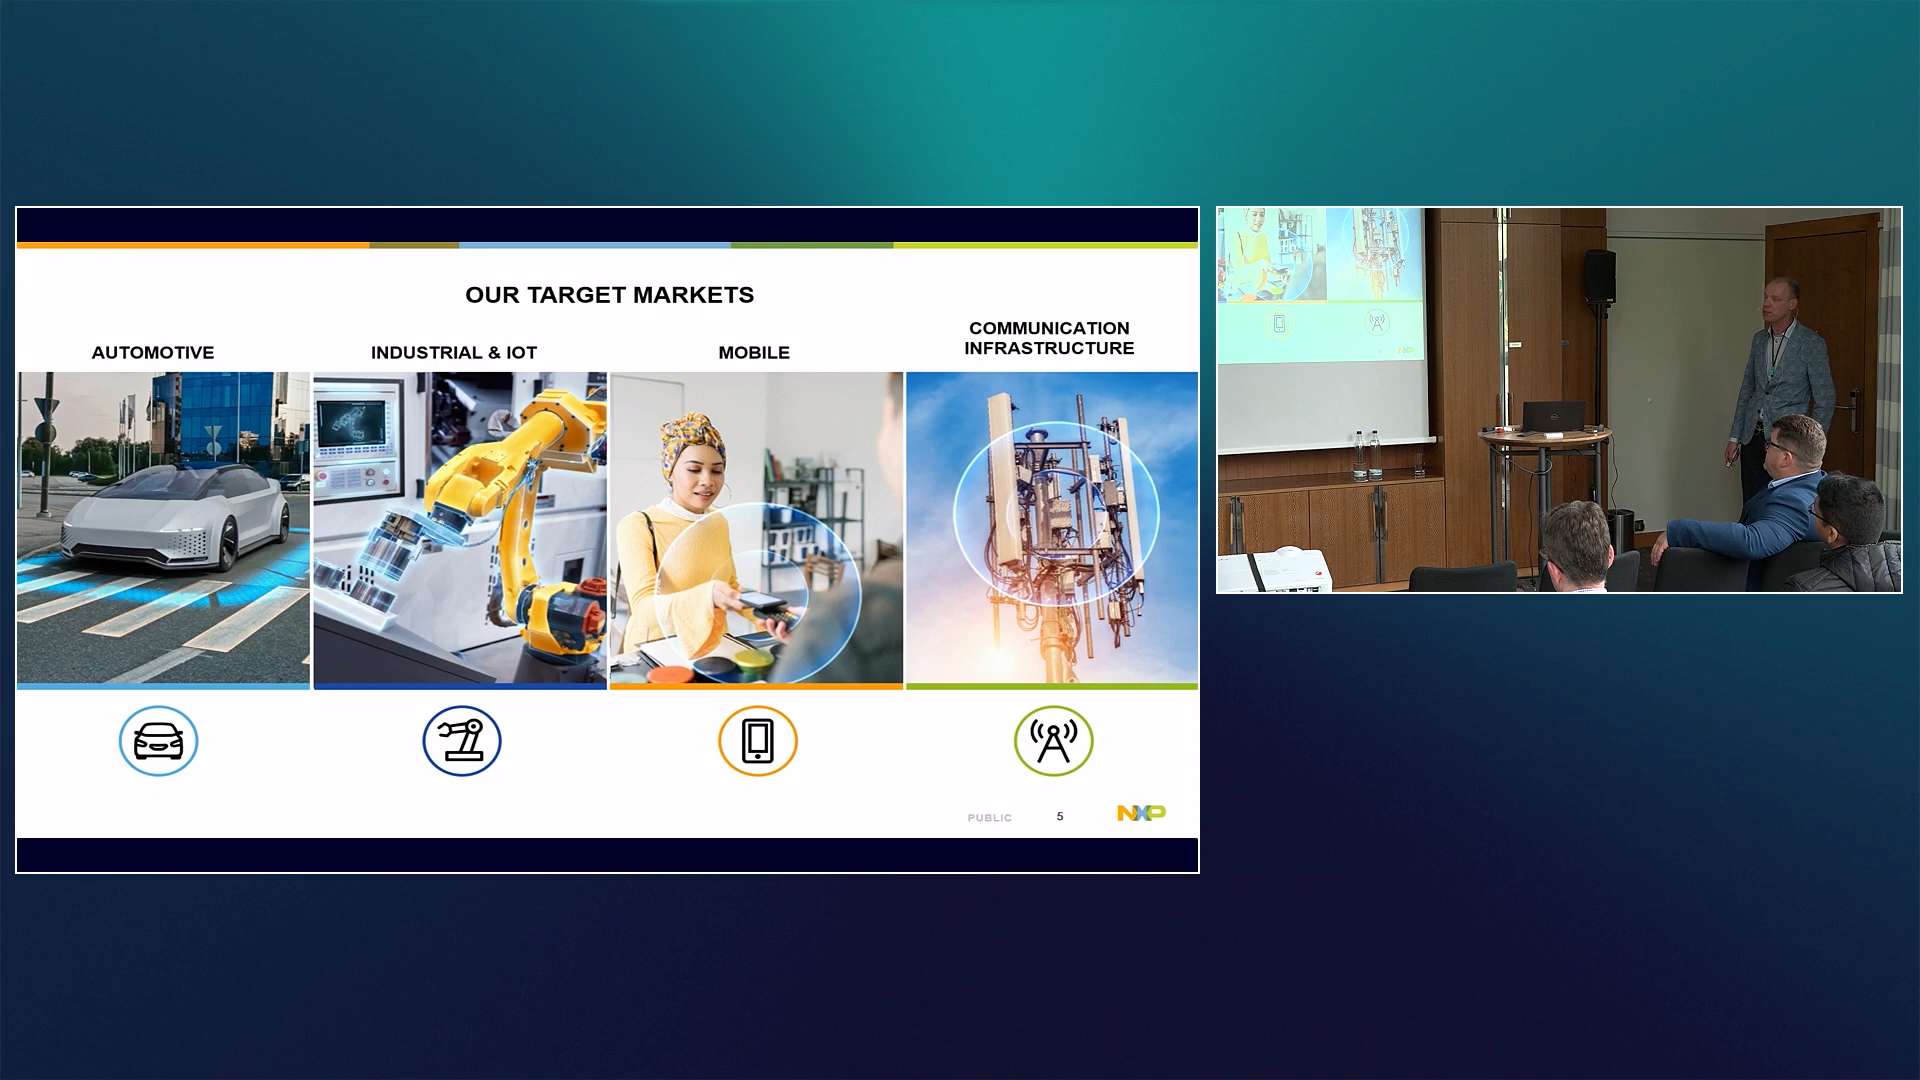 OUR TARGET MARKETS
AUTOMOTIVE
INDUSTRIAL & IOT
MOBILE
COMMUNICATION
INFRASTRUCTURE
PUBLIC
5
NXP